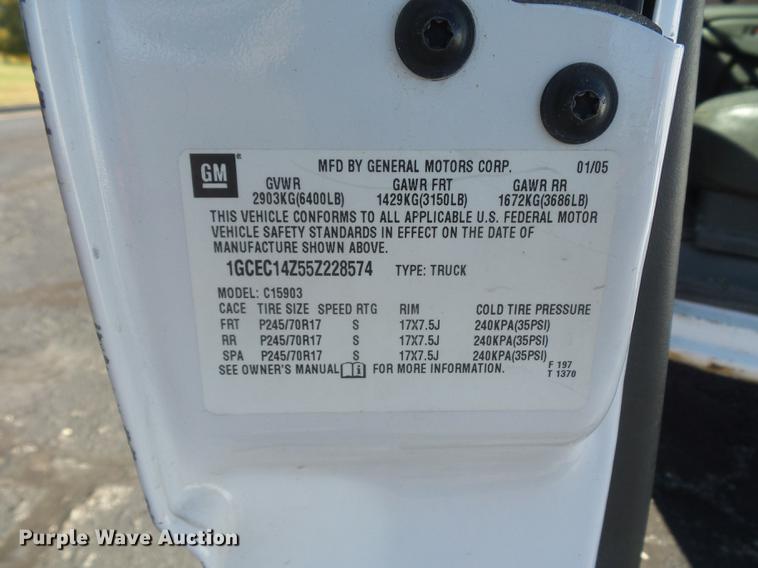 GM ® MFD BY GENERAL MOTORS CORP. 01/05
GVWR GAWR FRT GAWR RR
2903KG(6400LB) 1429KG(3150LB) 1672KG(3686LB)
THIS VEHICLE CONFORMS TO ALL APPLICABLE U.S. FEDERAL MOTOR
VEHICLE SAFETY STANDARDS IN EFFECT ON THE DATE OF
MANUFACTURE SHOWN ABOVE.
1GCEC14Z55Z228574 TYPE: TRUCK
MODEL: C15903
CACE TIRE SIZE SPEED RTG RIM COLD TIRE PRESSURE
FRT P245/70R17 S 17X7.5J 240KPA(35PSI)
RR P245/70R17 S 17X7.5J 240KPA(35PSI)
SPA P245/70R17 S 17X7.5J 240KPA(35PSI)
SEE OWNER'S MANUAL FOR MORE INFORMATION.
F 197
T 1370
Purple Wave Auction